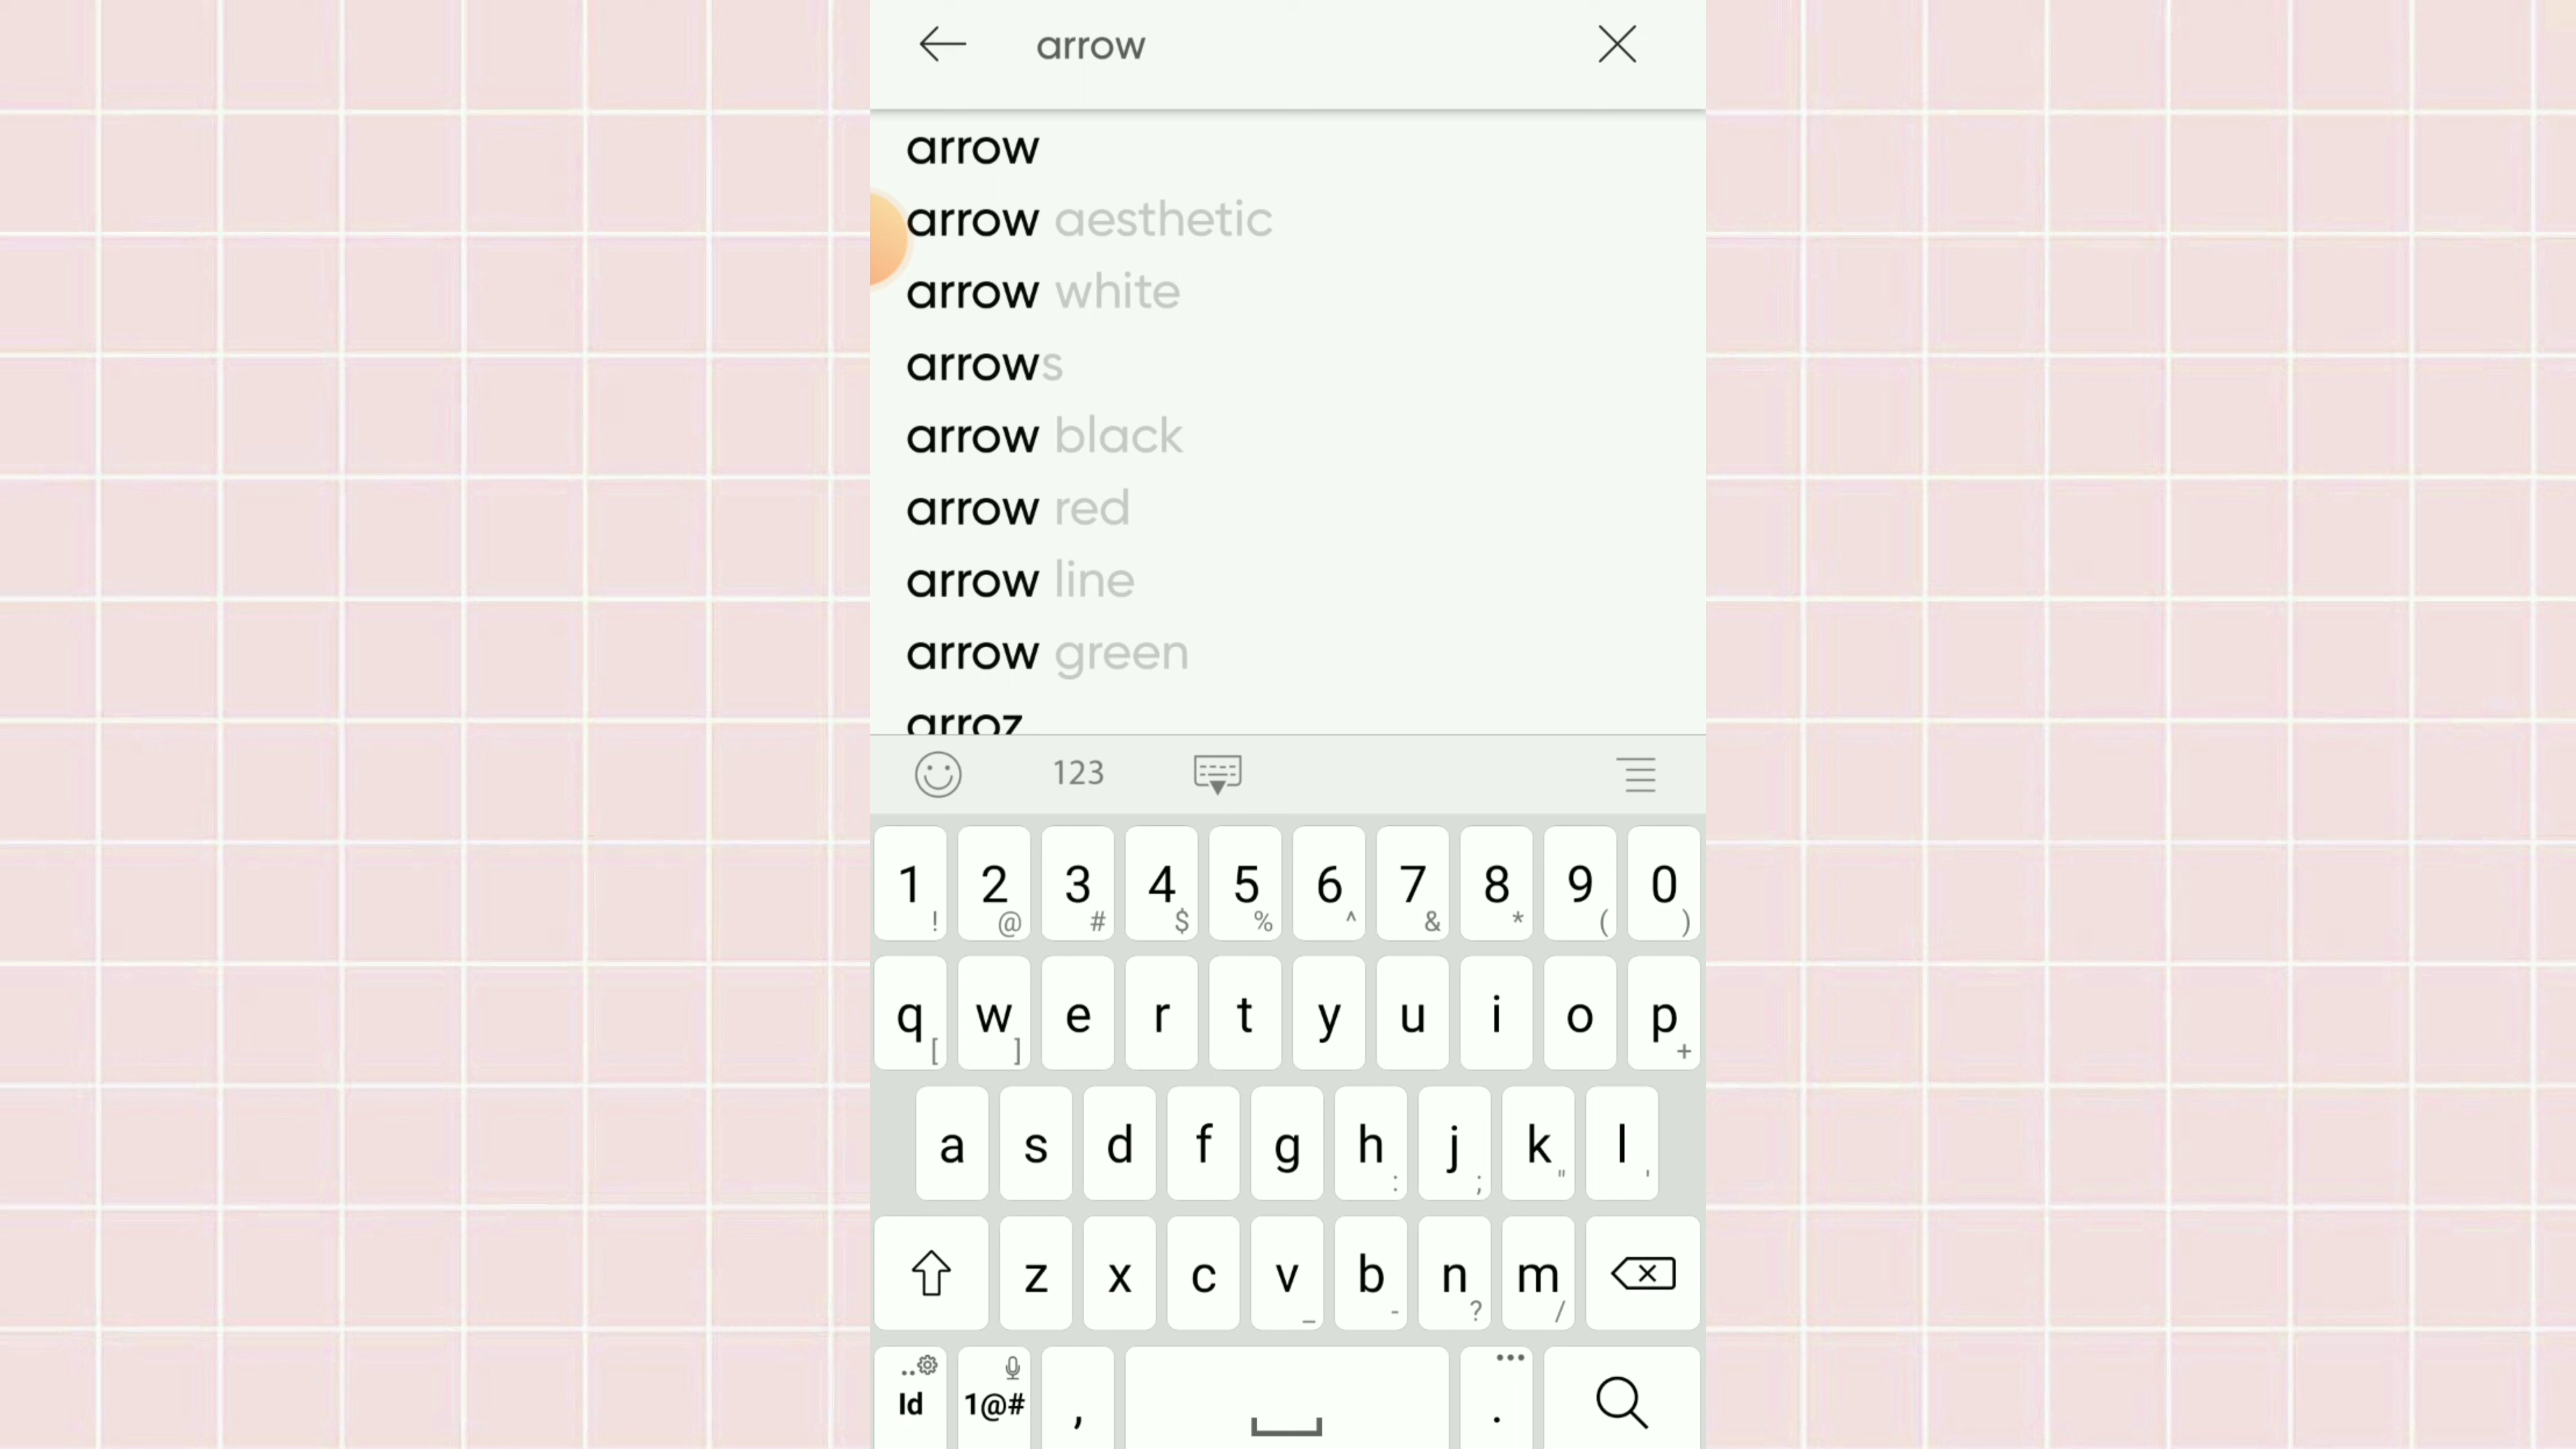 arrow
arrow
arrow aesthetic
arrow white
arrows
arrow black
arrow red
arrow line
arrow green
arroz
123
1 ! 2 @ 3 # 4 $ 5 % 6 ^ 7 & 8 * 9 ( 0 )
q [ w ] e r t y u i o p +
a s d f g h : j ; k " l '
z x c v _ b - n ? m /
Id 1@# , .